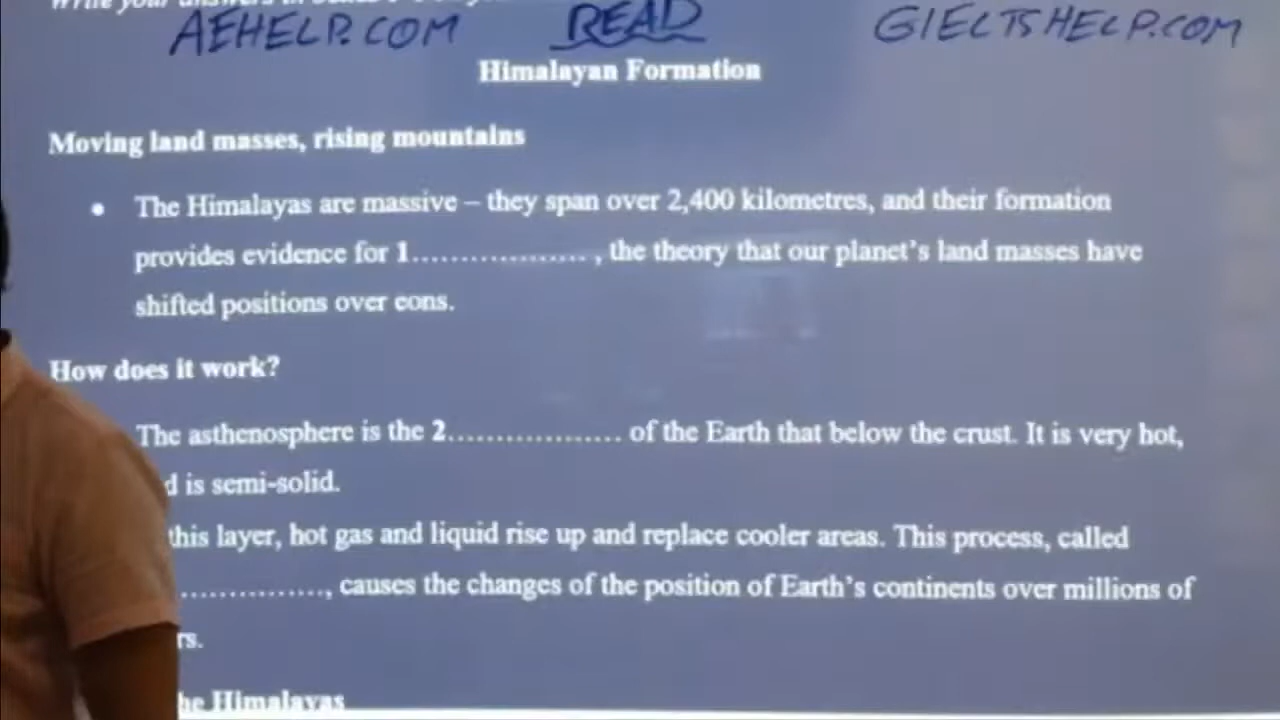 Write your answers in
AEHELP.COM READ GIELTSHELP.COM
Himalayan Formation
Moving land masses, rising mountains
• The Himalayas are massive – they span over 2,400 kilometres, and their formation
provides evidence for 1.................. , the theory that our planet's land masses have
shifted positions over eons.
How does it work?
The asthenosphere is the 2.................. of the Earth that below the crust. It is very hot,
d is semi-solid.
this layer, hot gas and liquid rise up and replace cooler areas. This process, called
..............., causes the changes of the position of Earth's continents over millions of
rs.
he Himalayas